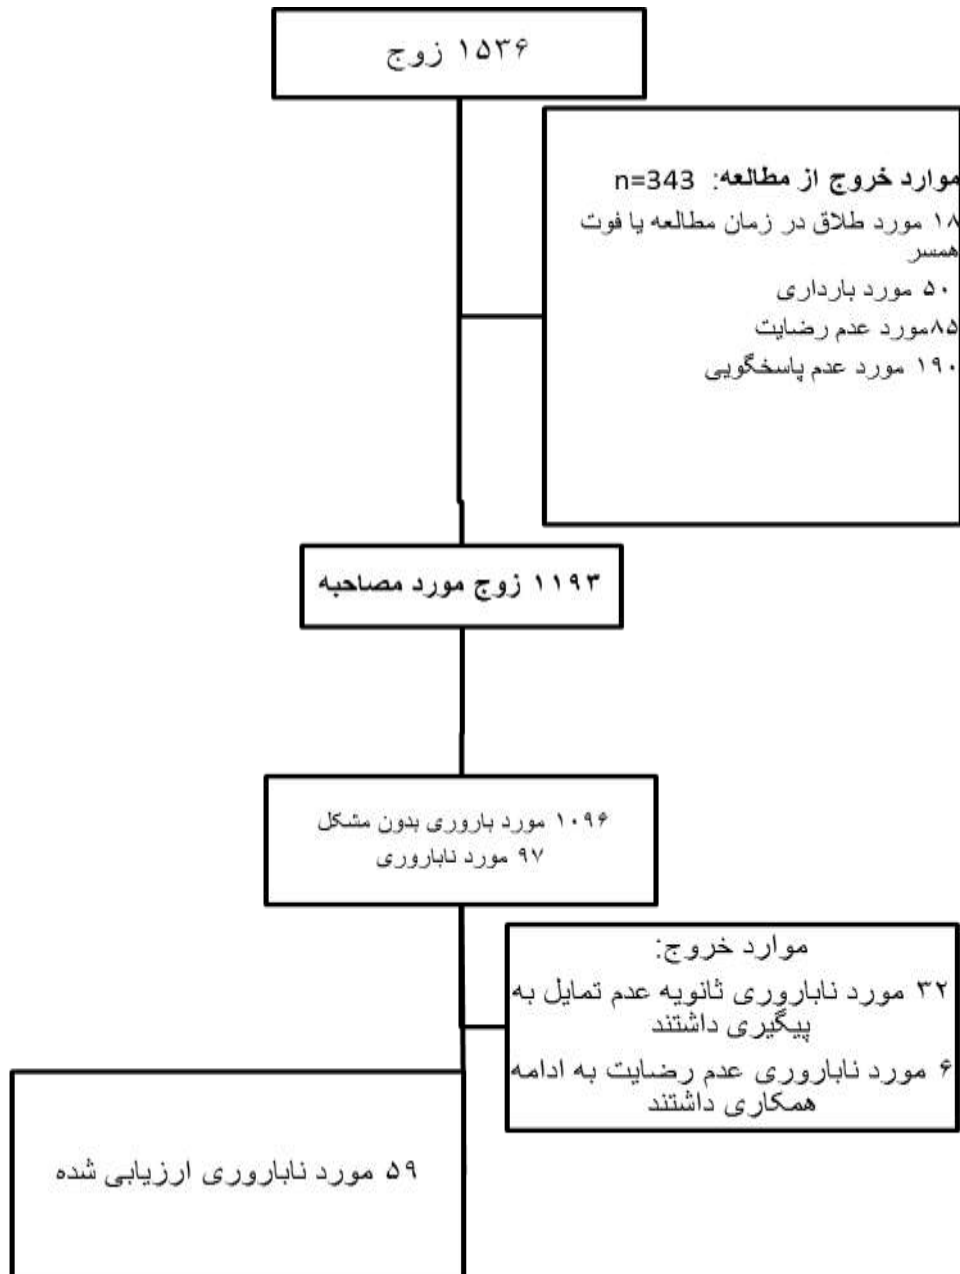 ۱۵۳۶ زوج
موارد خروج از مطالعه: n=343
۱۸ مورد طلاق در زمان مطالعه یا فوت
همسر
۵۰ مورد بارداری
۸۵مورد عدم رضایت
۱۹۰ مورد عدم پاسخگویی
۱۱۹۳ زوج مورد مصاحبه
۱۰۹۶ مورد باروری بدون مشکل
۹۷ مورد ناباروری
موارد خروج:
۳۲ مورد ناباروری ثانویه عدم تمایل به
پیگیری داشتند
۶ مورد ناباروری عدم رضایت به ادامه
همکاری داشتند
۵۹ مورد ناباروری ارزیابی شده